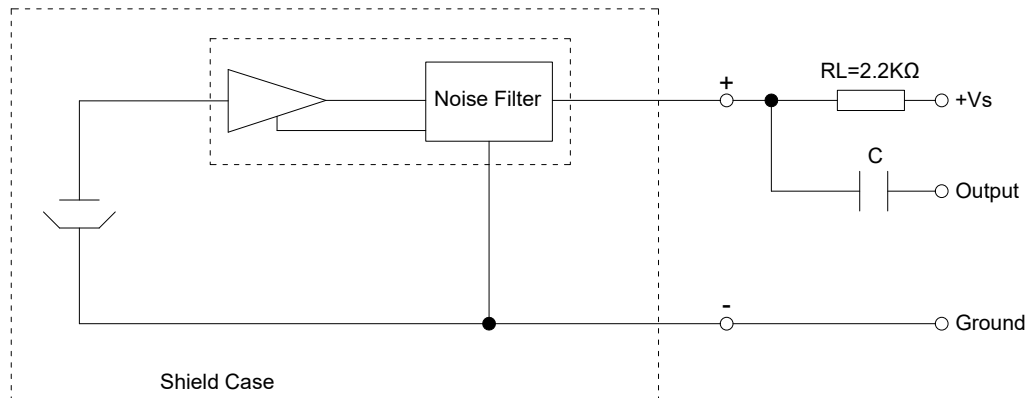 RL=2.2KΩ
+
+Vs
Noise Filter
C
Output
-
Ground
Shield Case